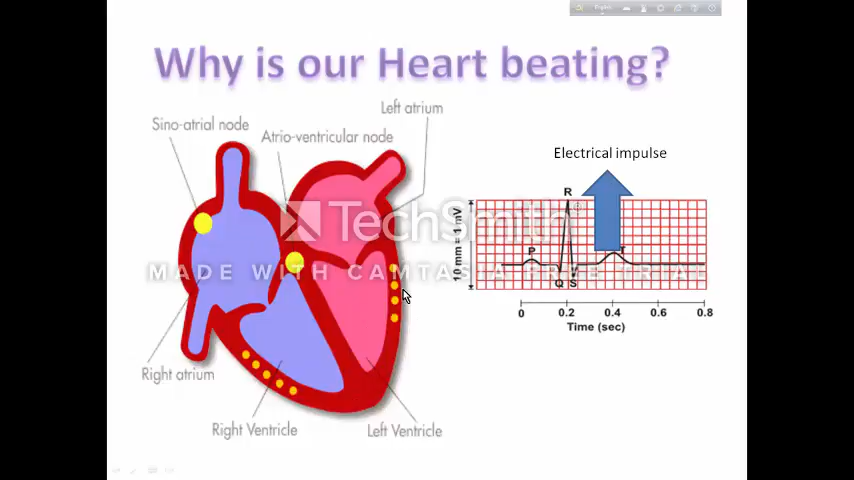 English
Why is our Heart beating?
Left atrium
Sino-atrial node
Atrio-ventricular node
Electrical impulse
TechSmith®
MADE WITH CAMTASIA FREE TRIAL
10 mm = 1 mV
R
P
T
Q
S
0
0.2
0.4
0.6
0.8
Time (sec)
Right atrium
Right Ventricle
Left Ventricle